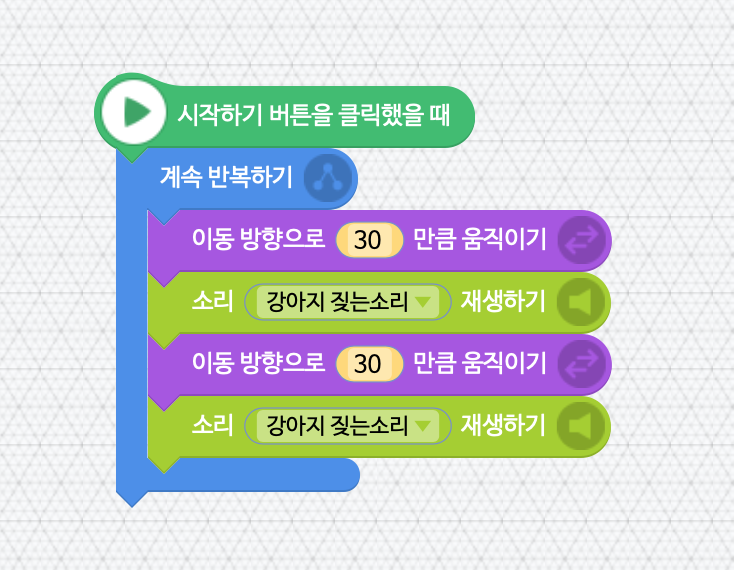 시작하기 버튼을 클릭했을 때
계속 반복하기
이동 방향으로 30 만큼 움직이기
소리 강아지 짖는소리 재생하기
이동 방향으로 30 만큼 움직이기
소리 강아지 짖는소리 재생하기